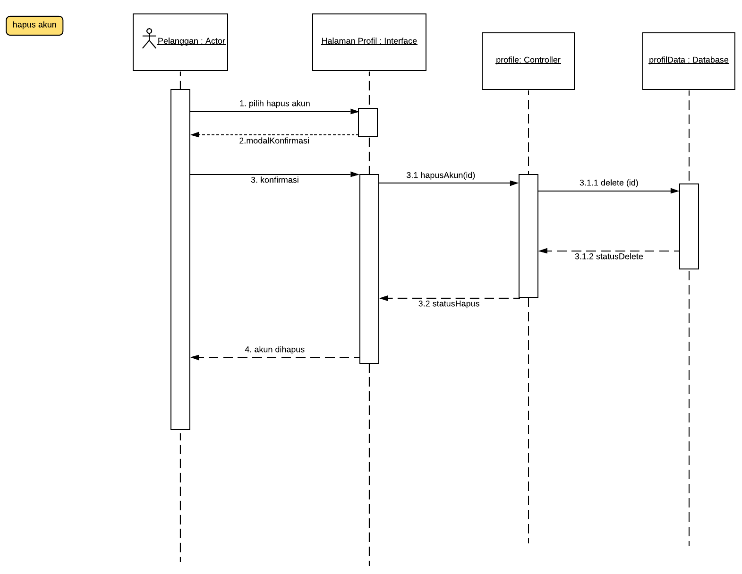 hapus akun
Pelanggan : Actor
Halaman Profil : Interface
profile: Controller
profilData : Database
1. pilih hapus akun
2.modalKonfirmasi
3. konfirmasi
3.1 hapusAkun(id)
3.1.1 delete (id)
3.1.2 statusDelete
3.2 statusHapus
4. akun dihapus